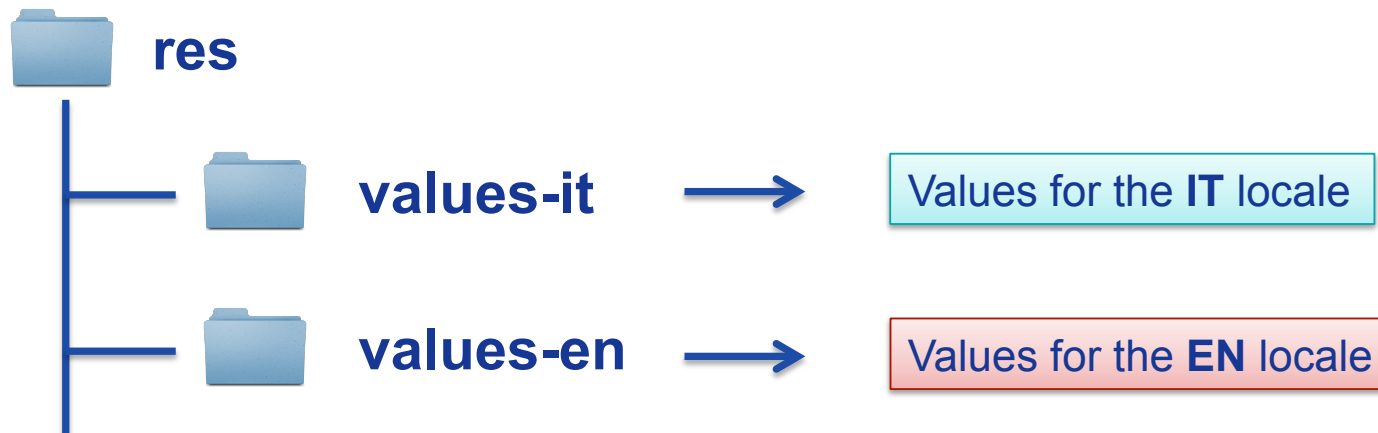 res
values-it
Values for the IT locale
values-en
Values for the EN locale